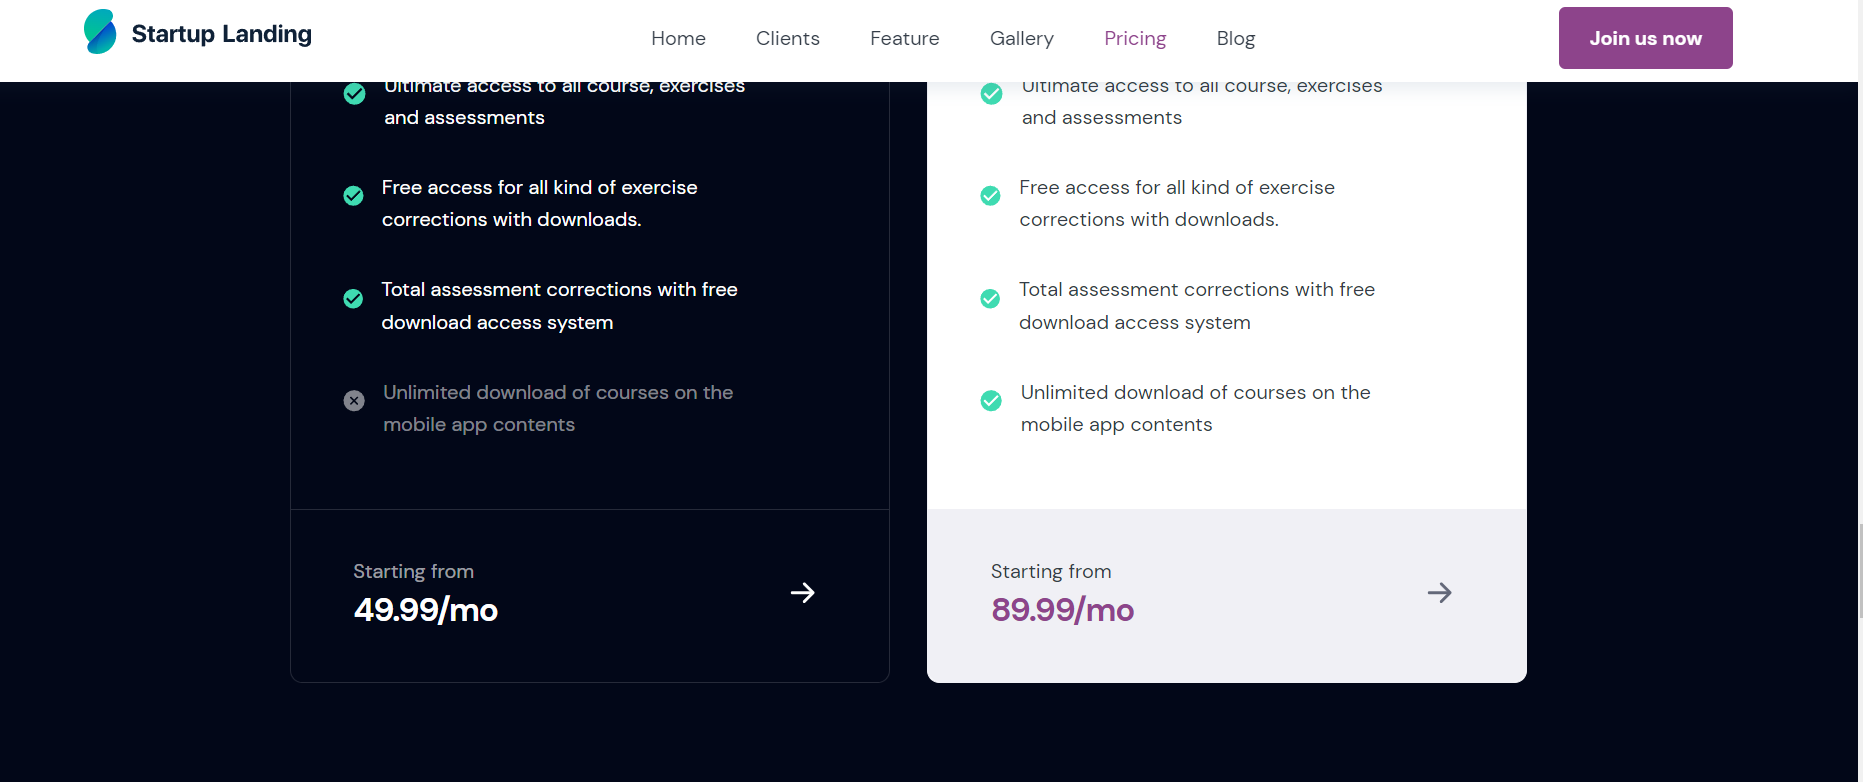 Startup Landing
Home Clients Feature Gallery Pricing Blog
Join us now
Ultimate access to all course, exercises
and assessments
Free access for all kind of exercise
corrections with downloads.
Total assessment corrections with free
download access system
Unlimited download of courses on the
mobile app contents
Starting from
49.99/mo
Ultimate access to all course, exercises
and assessments
Free access for all kind of exercise
corrections with downloads.
Total assessment corrections with free
download access system
Unlimited download of courses on the
mobile app contents
Starting from
89.99/mo